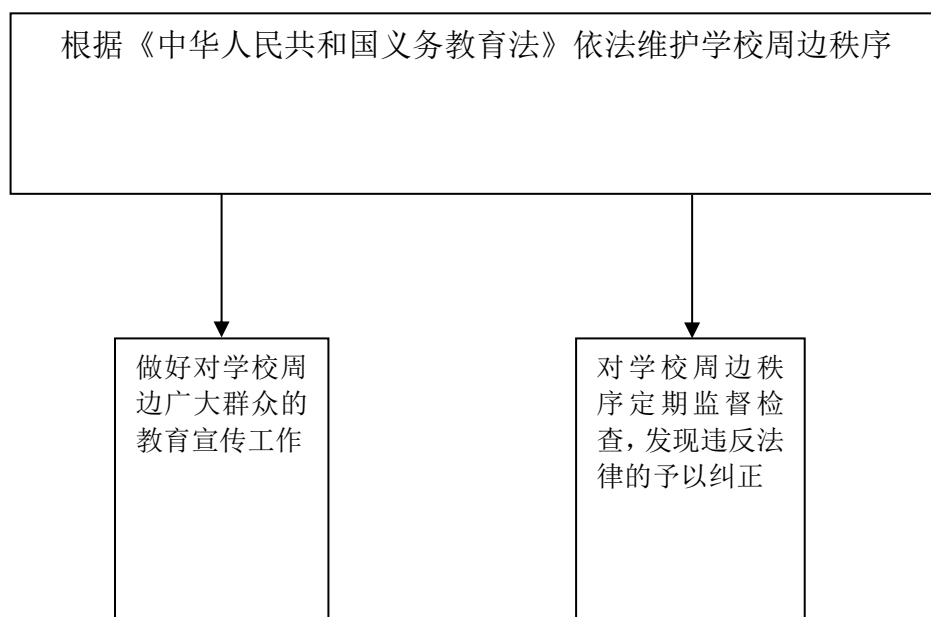 根据《中华人民共和国义务教育法》依法维护学校周边秩序
做好对学校周
边广大群众的
教育宣传工作
对学校周边秩
序定期监督检
查，发现违反法
律的予以纠正